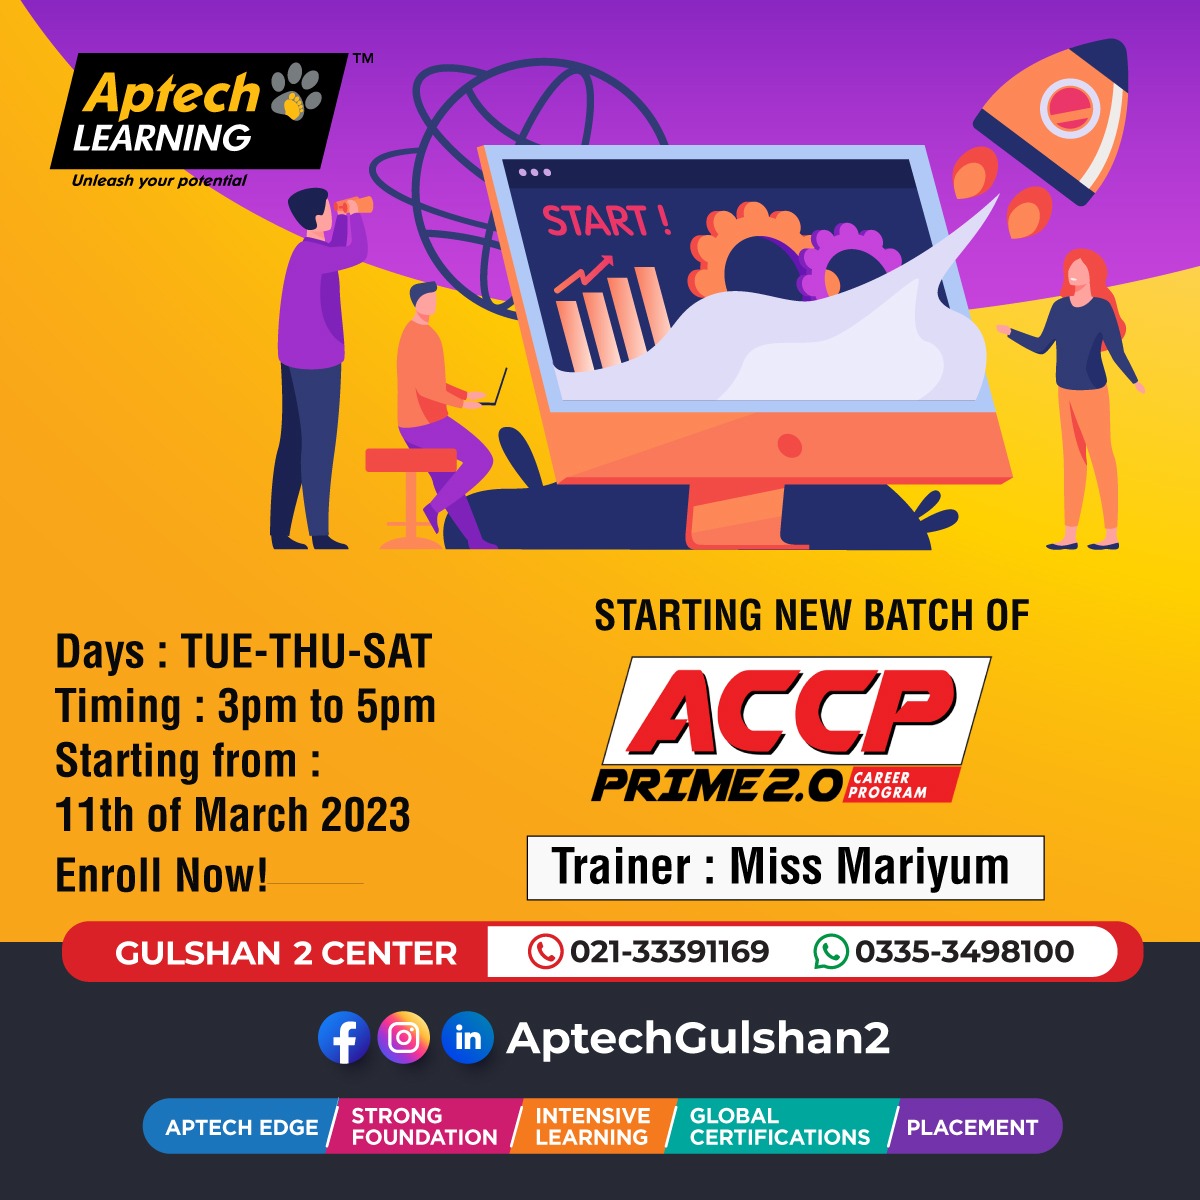 Aptech
LEARNING
TM
Unleash your potential
START !
STARTING NEW BATCH OF
ACCP
PRIME 2.0
CAREER
PROGRAM
Days : TUE-THU-SAT
Timing : 3pm to 5pm
Starting from :
11th of March 2023
Enroll Now!
Trainer : Miss Mariyum
GULSHAN 2 CENTER
021-33391169
0335-3498100
AptechGulshan2
APTECH EDGE
STRONG
FOUNDATION
INTENSIVE
LEARNING
GLOBAL
CERTIFICATIONS
PLACEMENT